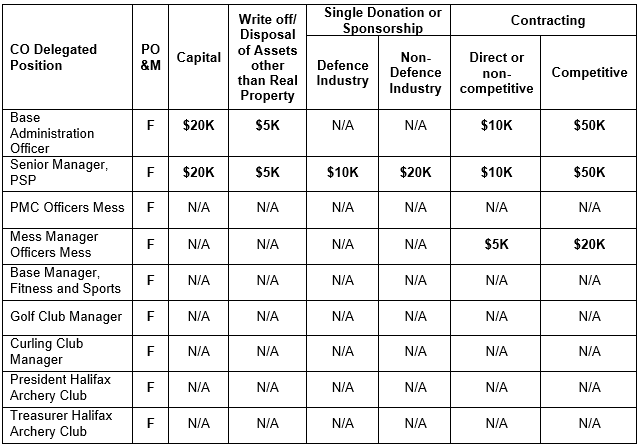 CO Delegated Position | PO &M | Capital | Write off/ Disposal of Assets other than Real Property | Single Donation or Sponsorship | Contracting
Defence Industry | Non-Defence Industry | Direct or non-competitive | Competitive
Base Administration Officer | F | $20K | $5K | N/A | N/A | $10K | $50K
Senior Manager, PSP | F | $20K | $5K | $10K | $20K | $10K | $50K
PMC Officers Mess | F | N/A | N/A | N/A | N/A | N/A | N/A
Mess Manager Officers Mess | F | N/A | N/A | N/A | N/A | $5K | $20K
Base Manager, Fitness and Sports | F | N/A | N/A | N/A | N/A | N/A | N/A
Golf Club Manager | F | N/A | N/A | N/A | N/A | N/A | N/A
Curling Club Manager | F | N/A | N/A | N/A | N/A | N/A | N/A
President Halifax Archery Club | F | N/A | N/A | N/A | N/A | N/A | N/A
Treasurer Halifax Archery Club | F | N/A | N/A | N/A | N/A | N/A | N/A